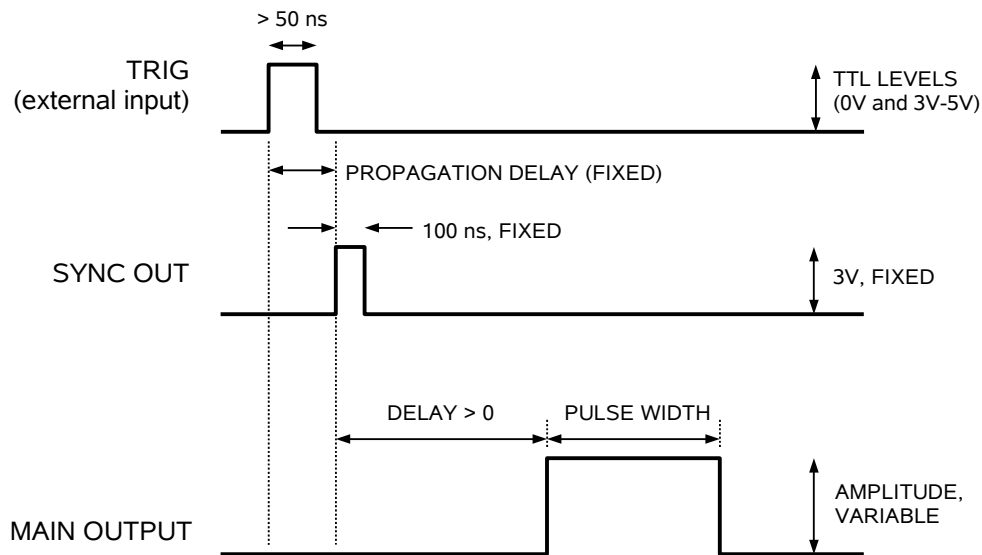 > 50 ns
TRIG
(external input)
TTL LEVELS
(0V and 3V-5V)
PROPAGATION DELAY (FIXED)
100 ns, FIXED
SYNC OUT
3V, FIXED
DELAY > 0
PULSE WIDTH
AMPLITUDE,
VARIABLE
MAIN OUTPUT